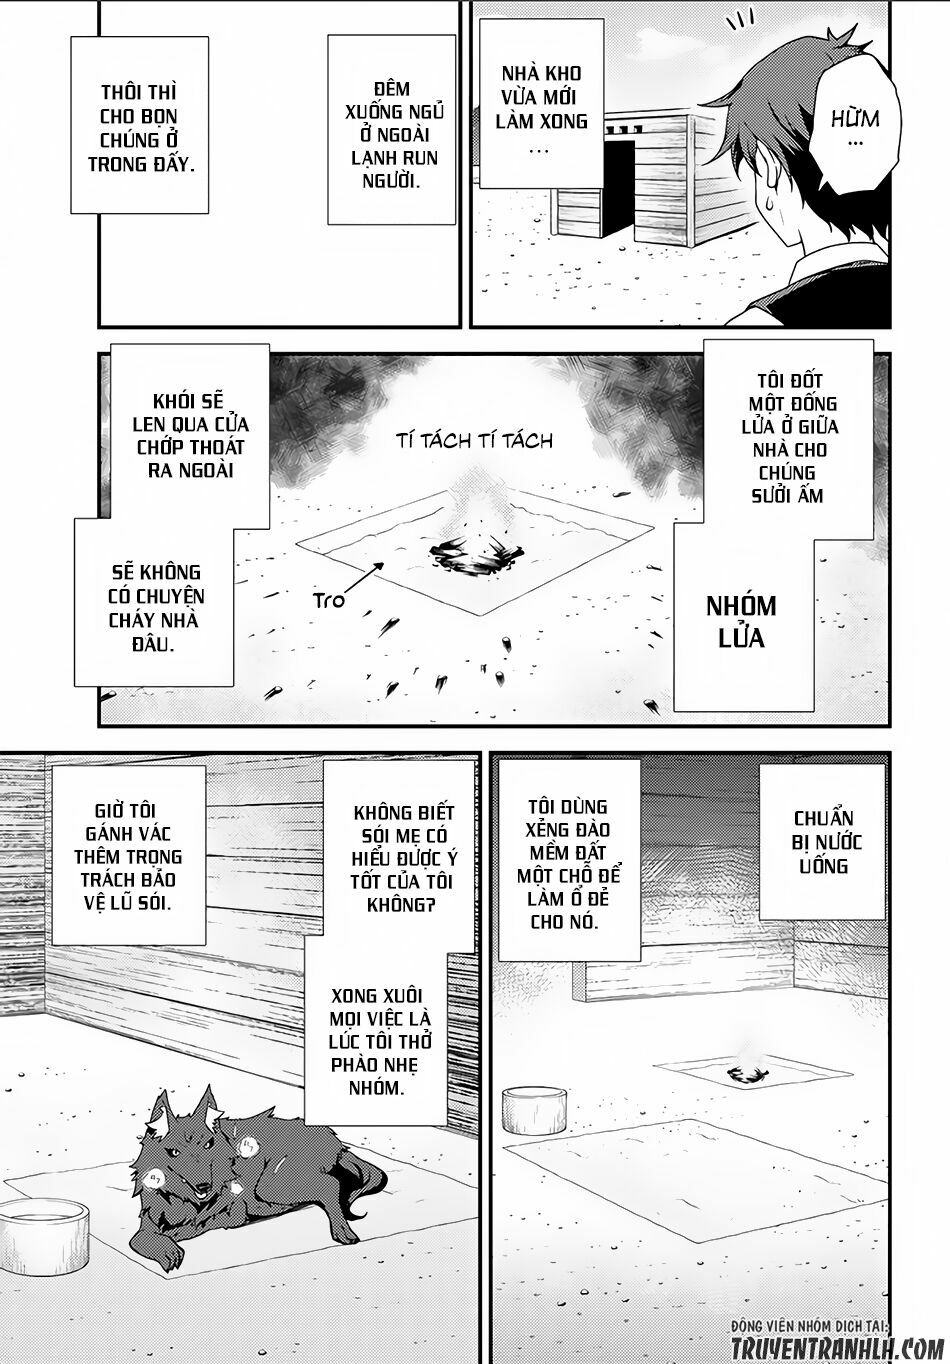 HỪM
...
NHÀ KHO
VỪA MỚI
LÀM XONG
...
ĐÊM
XUỐNG NGỦ
Ở NGOÀI
LẠNH RUN
NGƯỜI.
THÔI THÌ
CHO BỌN
CHÚNG Ở
TRONG ĐẤY.
TÔI ĐỐT
MỘT ĐỐNG
LỬA Ở GIỮA
NHÀ CHO
CHÚNG
SƯỞI ẤM
NHÓM
LỬA
TÍ TÁCH TÍ TÁCH
Tro
KHÓI SẼ
LEN QUA CỬA
CHỚP THOÁT
RA NGOÀI
SẼ KHÔNG
CÓ CHUYỆN
CHÁY NHÀ
ĐÂU.
CHUẨN
BỊ NƯỚC
UỐNG
TÔI DÙNG
XẺNG ĐÀO
MỀM ĐẤT
MỘT CHỖ ĐỂ
LÀM Ổ ĐẺ
CHO NÓ.
KHÔNG BIẾT
SÓI MẸ CÓ
HIỂU ĐƯỢC Ý
TỐT CỦA TÔI
KHÔNG?
XONG XUÔI
MỌI VIỆC LÀ
LÚC TÔI THỞ
PHÀO NHẸ
NHÕM.
GIỜ TÔI
GÁNH VÁC
THÊM TRỌNG
TRÁCH BẢO
VỆ LŨ SÓI.
ĐỘNG VIÊN NHÓM DỊCH TẠI:
TRUYENTRANHLH.COM